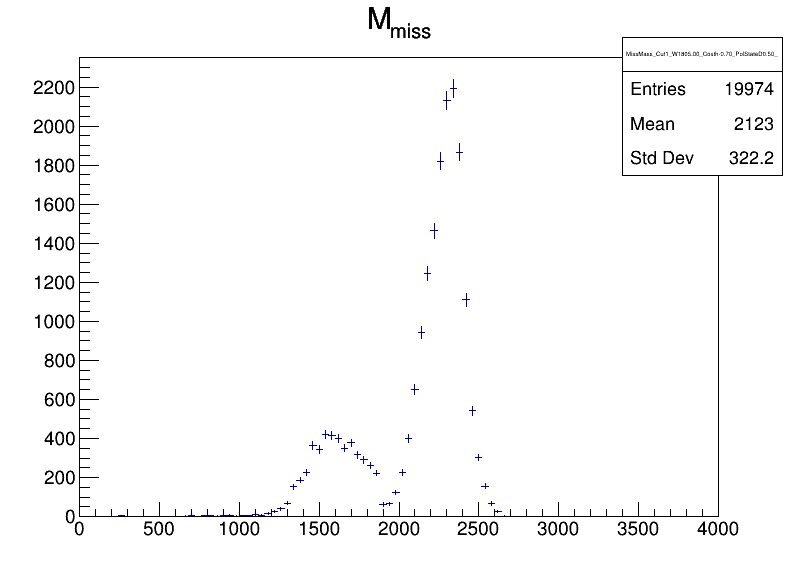 M_miss
MissMass_Cut1_W1805.00_Costh-0.70_PolStateD0.50_
Entries 19974
Mean 2123
Std Dev 322.2
2200
2000
1800
1600
1400
1200
1000
800
600
400
200
0
0 500 1000 1500 2000 2500 3000 3500 4000